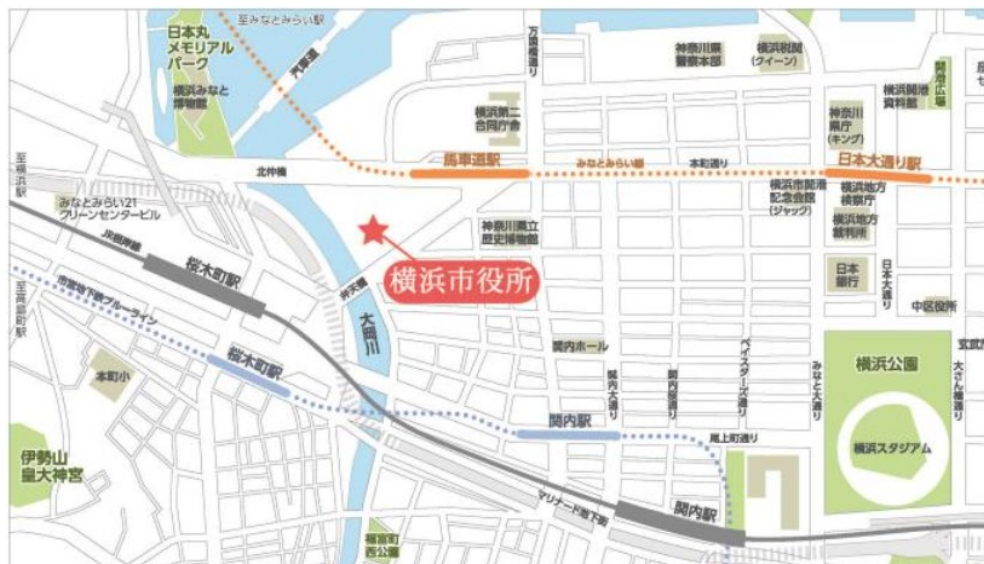 至みなとみらい駅
日本丸
メモリアル
パーク
汽車道
横浜みなと
博物館
万国橋通り
神奈川県
警察本部
横浜税関
(クイーン)
開港広場
横浜開港
資料館
横浜第二
合同庁舎
神奈川
県庁
(キング)
馬車道駅
みなとみらい線
本町通り
日本大通り駅
北仲橋
至横浜駅
みなとみらい21
クリーンセンタービル
JR根岸線
桜木町駅
横浜市役所
神奈川県立
歴史博物館
横浜市開港
記念会館
(ジャック)
横浜地方
検察庁
横浜地方
裁判所
日本
銀行
日本大通り
中区役所
弁天橋
大岡川
至高島町駅
市営地下鉄ブルーライン
桜木町駅
本町小
関内ホール
関内大通り
ベイスターズ通り
みなと大通り
横浜公園
大さん橋通り
関内駅
尾上町通り
横浜スタジアム
伊勢山
皇大神宮
マリナード地下街
関内駅
福富町
西公園